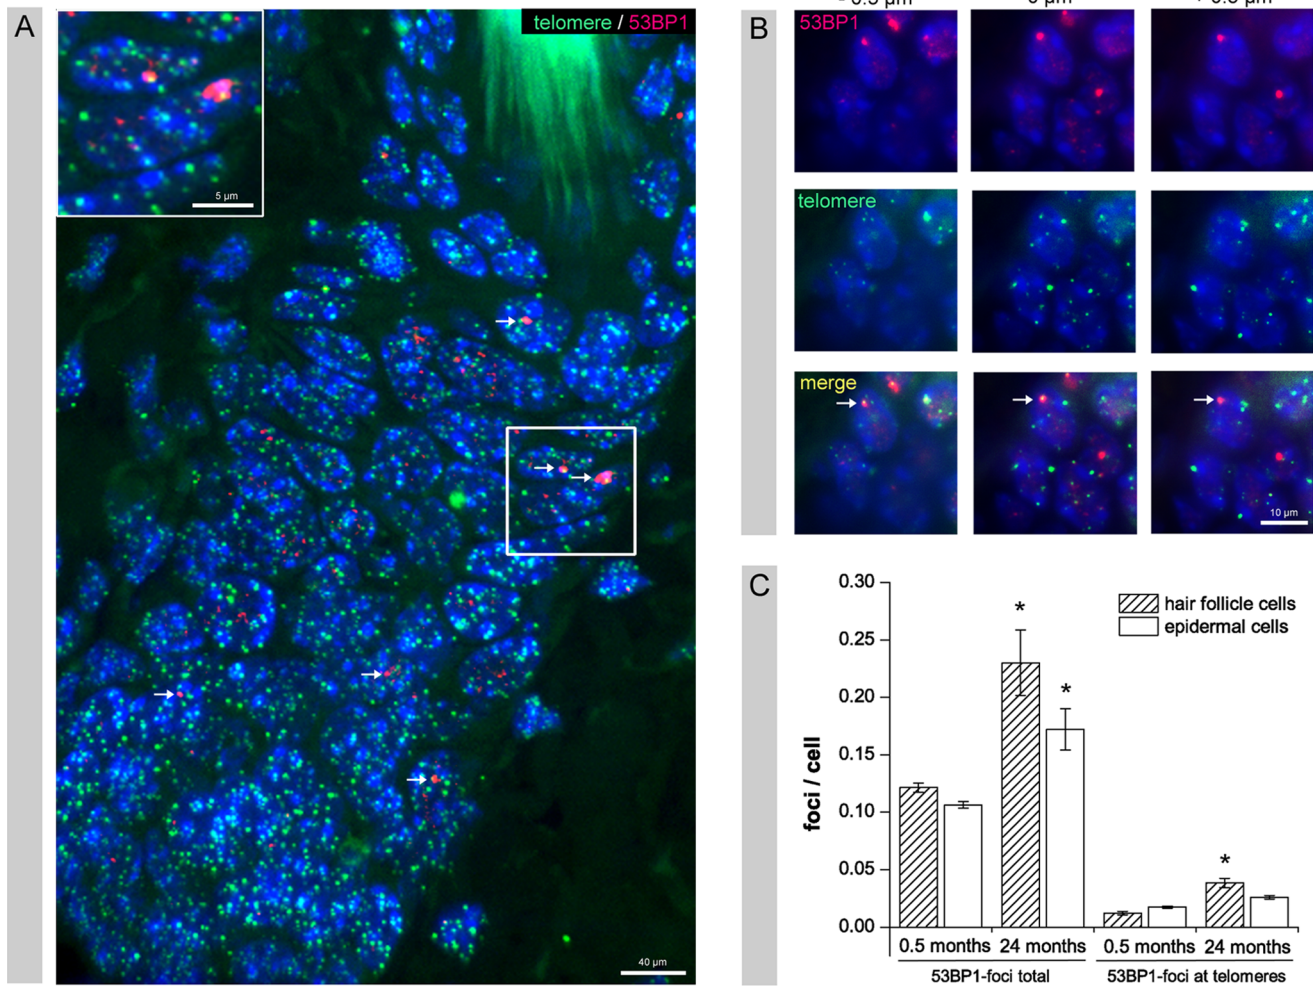 A
telomere / 53BP1
5 µm
40 µm
B
53BP1
telomere
merge
10 µm
C
0.30
0.25
0.20
0.15
0.10
0.05
0.00
foci / cell
hair follicle cells
epidermal cells
*
*
*
0.5 months 24 months 0.5 months 24 months
53BP1-foci total 53BP1-foci at telomeres